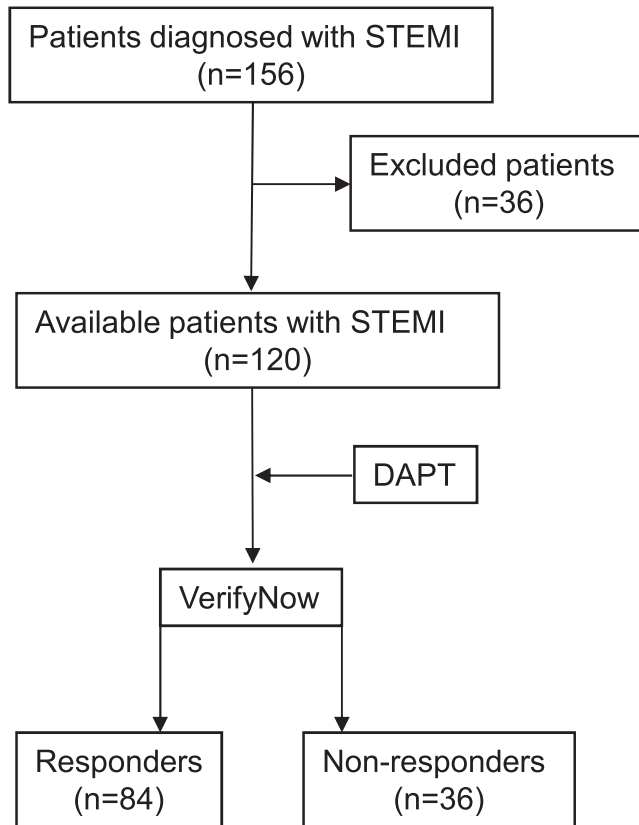 Patients diagnosed with STEMI
(n=156)
Excluded patients
(n=36)
Available patients with STEMI
(n=120)
DAPT
VerifyNow
Responders
(n=84)
Non-responders
(n=36)